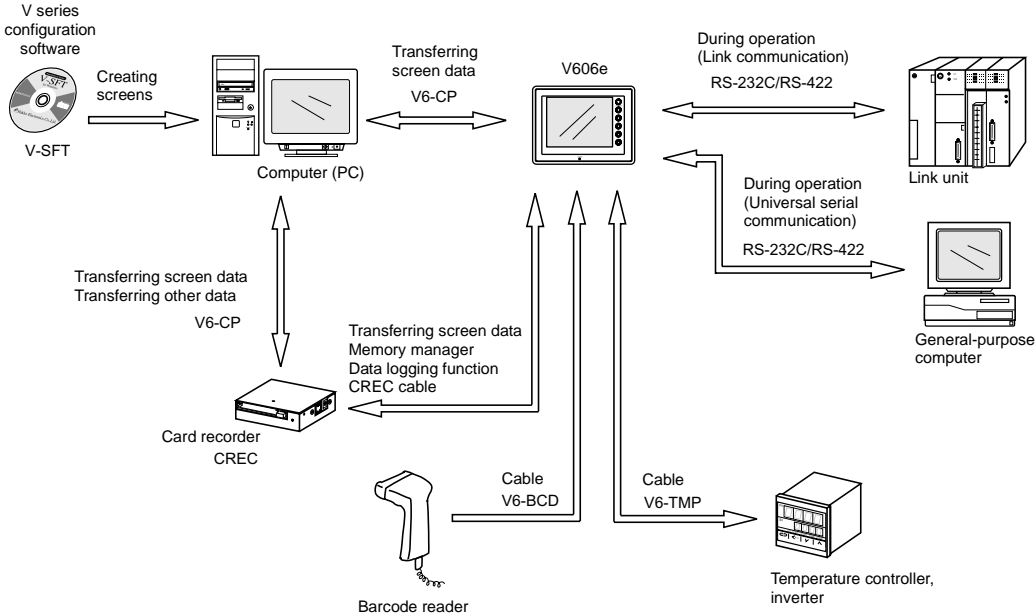 V series
configuration
software
V-SFT
V-SFT
Creating
screens
Computer (PC)
Transferring
screen data
V6-CP
V606e
During operation
(Link communication)
RS-232C/RS-422
Link unit
During operation
(Universal serial
communication)
RS-232C/RS-422
General-purpose
computer
Transferring screen data
Transferring other data
V6-CP
Transferring screen data
Memory manager
Data logging function
CREC cable
Card recorder
CREC
Cable
V6-BCD
Cable
V6-TMP
Barcode reader
Temperature controller,
inverter